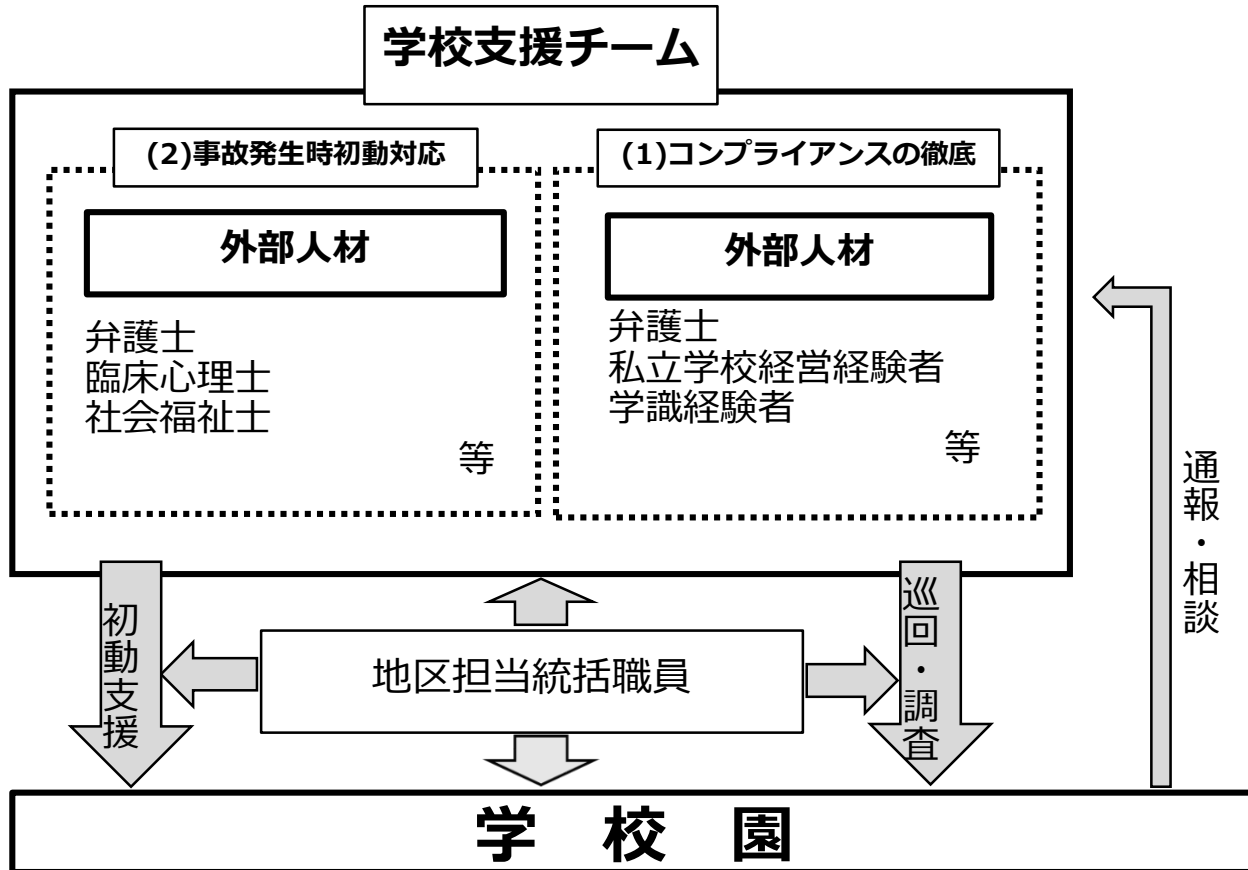 学校支援チーム
(2)事故発生時初動対応
外部人材
弁護士
臨床心理士
社会福祉士
等
(1)コンプライアンスの徹底
外部人材
弁護士
私立学校経営経験者
学識経験者
等
通報・相談
初動支援
地区担当統括職員
巡回・調査
学校園